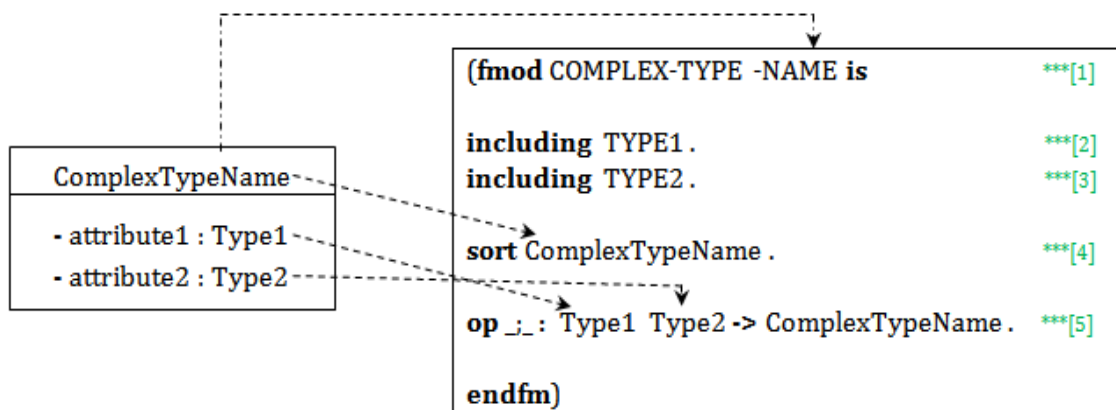 ComplexTypeName
- attribute1 : Type1
- attribute2 : Type2
(fmod COMPLEX-TYPE -NAME is ***[1]
including TYPE1 . ***[2]
including TYPE2 . ***[3]
sort ComplexTypeName . ***[4]
op _;_ : Type1 Type2 -> ComplexTypeName . ***[5]
endfm)